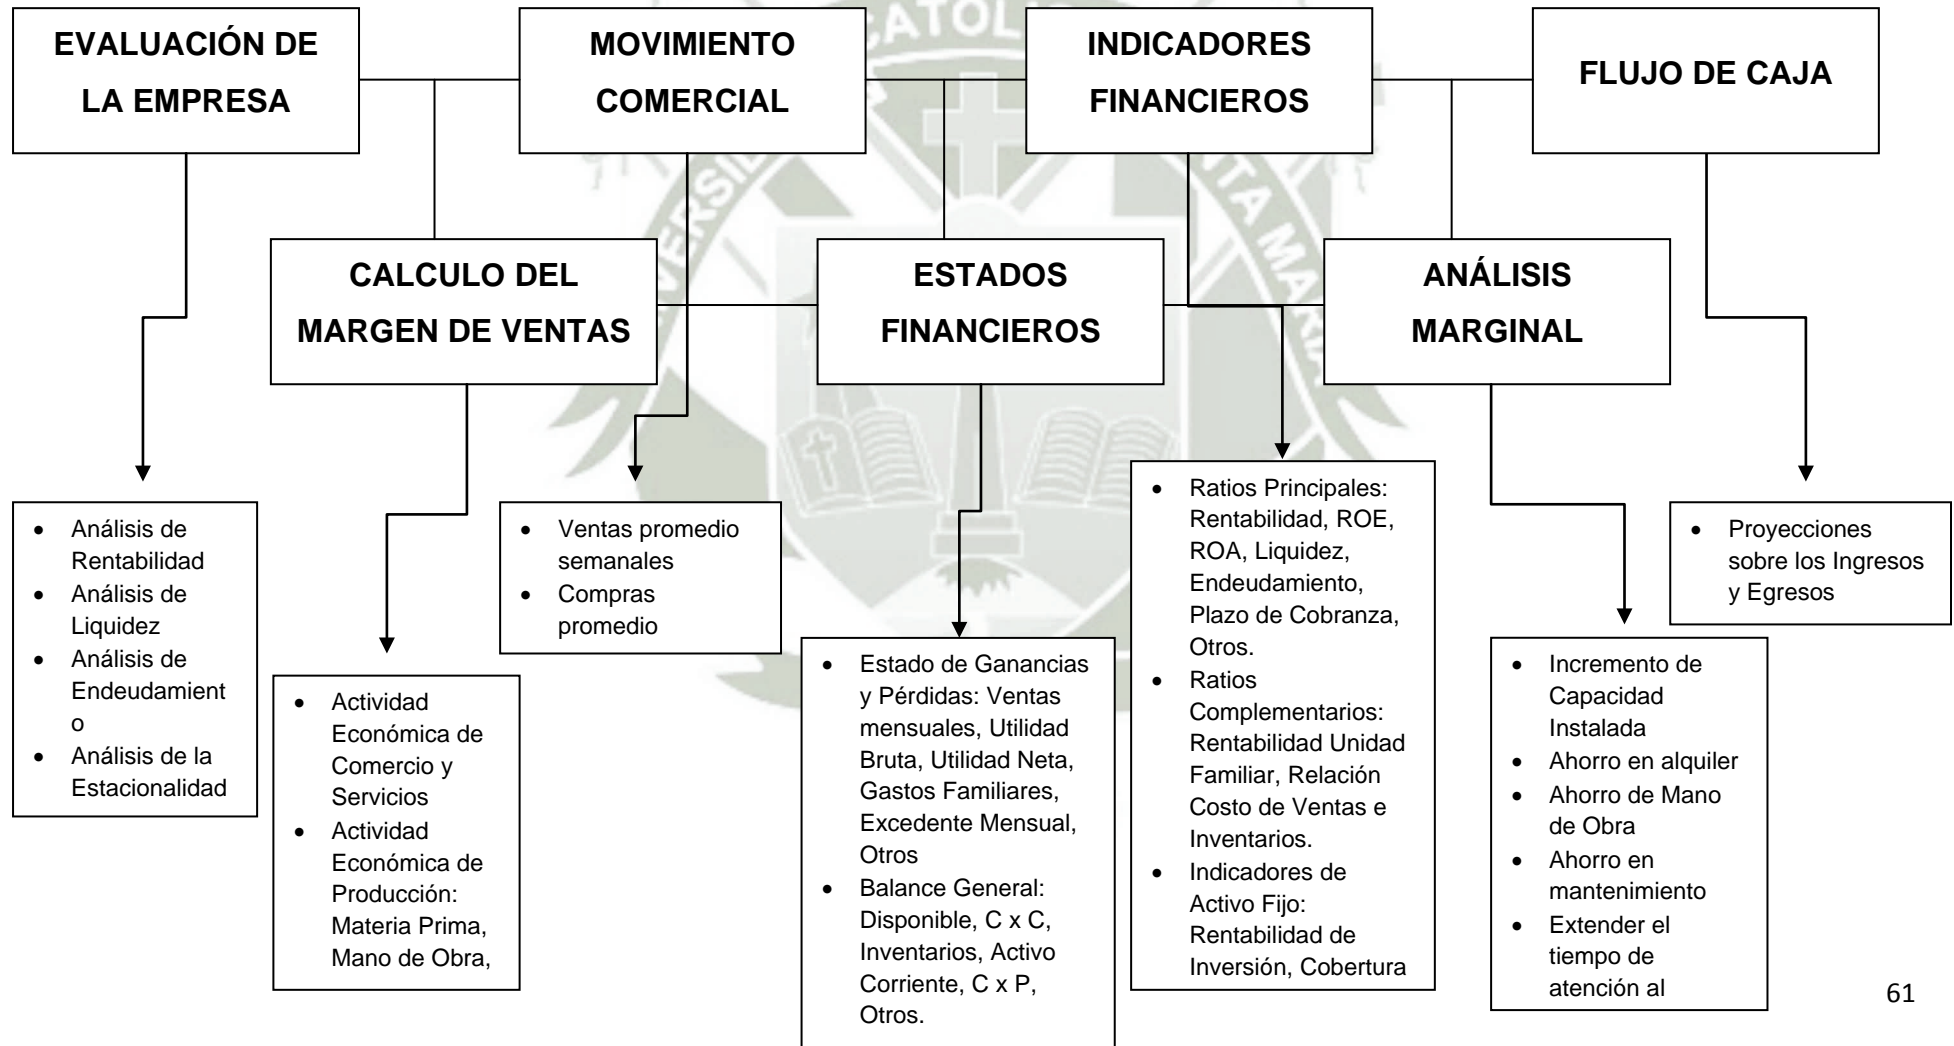 EVALUACIÓN DE
LA EMPRESA
MOVIMIENTO
COMERCIAL
INDICADORES
FINANCIEROS
FLUJO DE CAJA
CALCULO DEL
MARGEN DE VENTAS
ESTADOS
FINANCIEROS
ANÁLISIS
MARGINAL
• Análisis de
Rentabilidad
• Análisis de
Liquidez
• Análisis de
Endeudamient
o
• Análisis de la
Estacionalidad
• Actividad
Económica de
Comercio y
Servicios
• Actividad
Económica de
Producción:
Materia Prima,
Mano de Obra,
• Ventas promedio
semanales
• Compras
promedio
• Estado de Ganancias
y Pérdidas: Ventas
mensuales, Utilidad
Bruta, Utilidad Neta,
Gastos Familiares,
Excedente Mensual,
Otros
• Balance General:
Disponible, C x C,
Inventarios, Activo
Corriente, C x P,
Otros.
• Ratios Principales:
Rentabilidad, ROE,
ROA, Liquidez,
Endeudamiento,
Plazo de Cobranza,
Otros.
• Ratios
Complementarios:
Rentabilidad Unidad
Familiar, Relación
Costo de Ventas e
Inventarios.
• Indicadores de
Activo Fijo:
Rentabilidad de
Inversión, Cobertura
• Incremento de
Capacidad
Instalada
• Ahorro en alquiler
• Ahorro de Mano
de Obra
• Ahorro en
mantenimiento
• Extender el
tiempo de
atención al
• Proyecciones
sobre los Ingresos
y Egresos
61